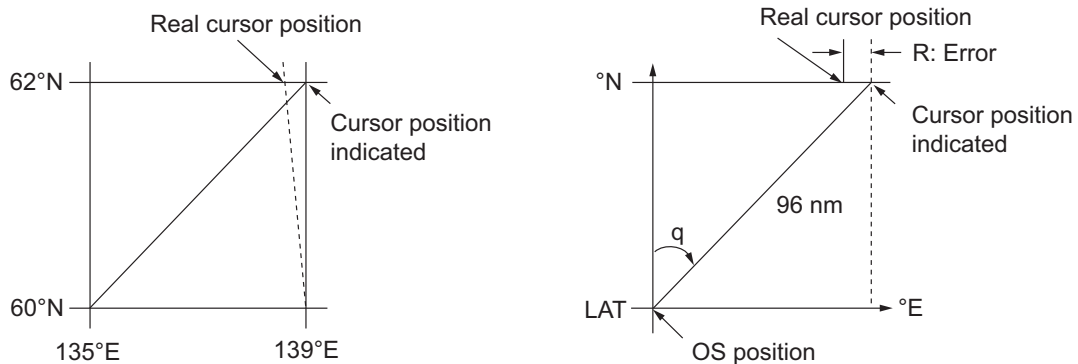 Real cursor position
62°N
Cursor position
indicated
60°N
135°E
139°E
Real cursor position
R: Error
°N
Cursor position
indicated
96 nm
q
LAT
°E
OS position